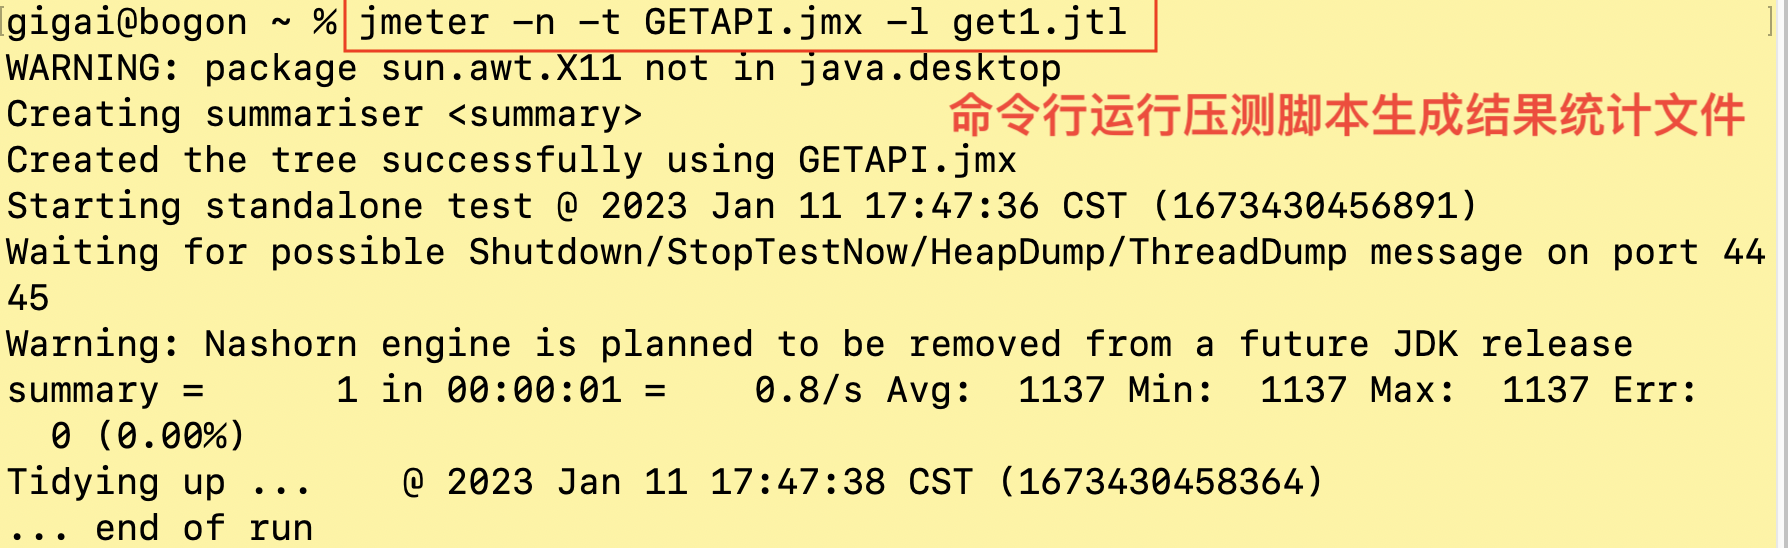 gigai@bogon ~ % jmeter -n -t GETAPI.jmx -l get1.jtl
WARNING: package sun.awt.X11 not in java.desktop
Creating summariser <summary>
命令行运行压测脚本生成结果统计文件
Created the tree successfully using GETAPI.jmx
Starting standalone test @ 2023 Jan 11 17:47:36 CST (1673430456891)
Waiting for possible Shutdown/StopTestNow/HeapDump/ThreadDump message on port 44
45
Warning: Nashorn engine is planned to be removed from a future JDK release
summary =      1 in 00:00:01 =    0.8/s Avg:  1137 Min:  1137 Max:  1137 Err:
  0 (0.00%)
Tidying up ...    @ 2023 Jan 11 17:47:38 CST (1673430458364)
... end of run